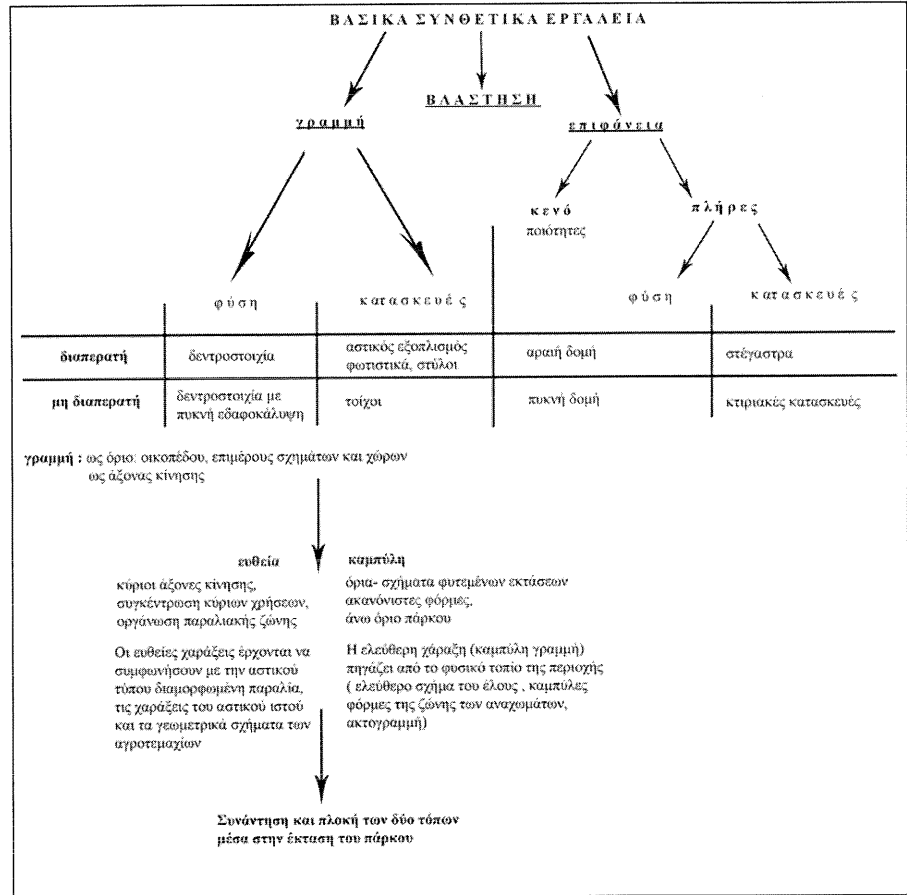 ΒΑΣΙΚΑ ΣΥΝΘΕΤΙΚΑ ΕΡΓΑΛΕΙΑ
ΒΛΑΣΤΗΣΗ
γραμμή
επιφάνεια
κενό
ποιότητες
πλήρες
φύση
κατασκευές
φύση
κατασκευές
διαπερατή
δεντροστοιχία
αστικός εξοπλισμός
φωτιστικά, στύλοι
αραιή δομή
στέγαστρα
μη διαπερατή
δεντροστοιχία με
πυκνή εδαφοκάλυψη
τοίχοι
πυκνή δομή
κτιριακές κατασκευές
γραμμή : ως όριο: οικοπέδου, επιμέρους σχημάτων και χώρων
ως άξονας κίνησης
ευθεία
κύριοι άξονες κίνησης,
συγκέντρωση κύριων χρήσεων,
οργάνωση παραλιακής ζώνης
Οι ευθείες χαράξεις έρχονται να
συμφωνήσουν με την αστικού
τύπου διαμορφωμένη παραλία,
τις χαράξεις του αστικού ιστού
και τα γεωμετρικά σχήματα των
αγροτεμαχίων
καμπύλη
όρια- σχήματα φυτεμένων εκτάσεων
ακανόνιστες φόρμες,
άνω όριο πάρκου
Η ελεύθερη χάραξη (καμπύλη γραμμή)
πηγάζει από το φυσικό τοπίο της περιοχής
( ελεύθερο σχήμα του έλους , καμπύλες
φόρμες της ζώνης των αναχωμάτων,
ακτογραμμή)
Συνάντηση και πλοκή των δύο τόπων
μέσα στην έκταση του πάρκου